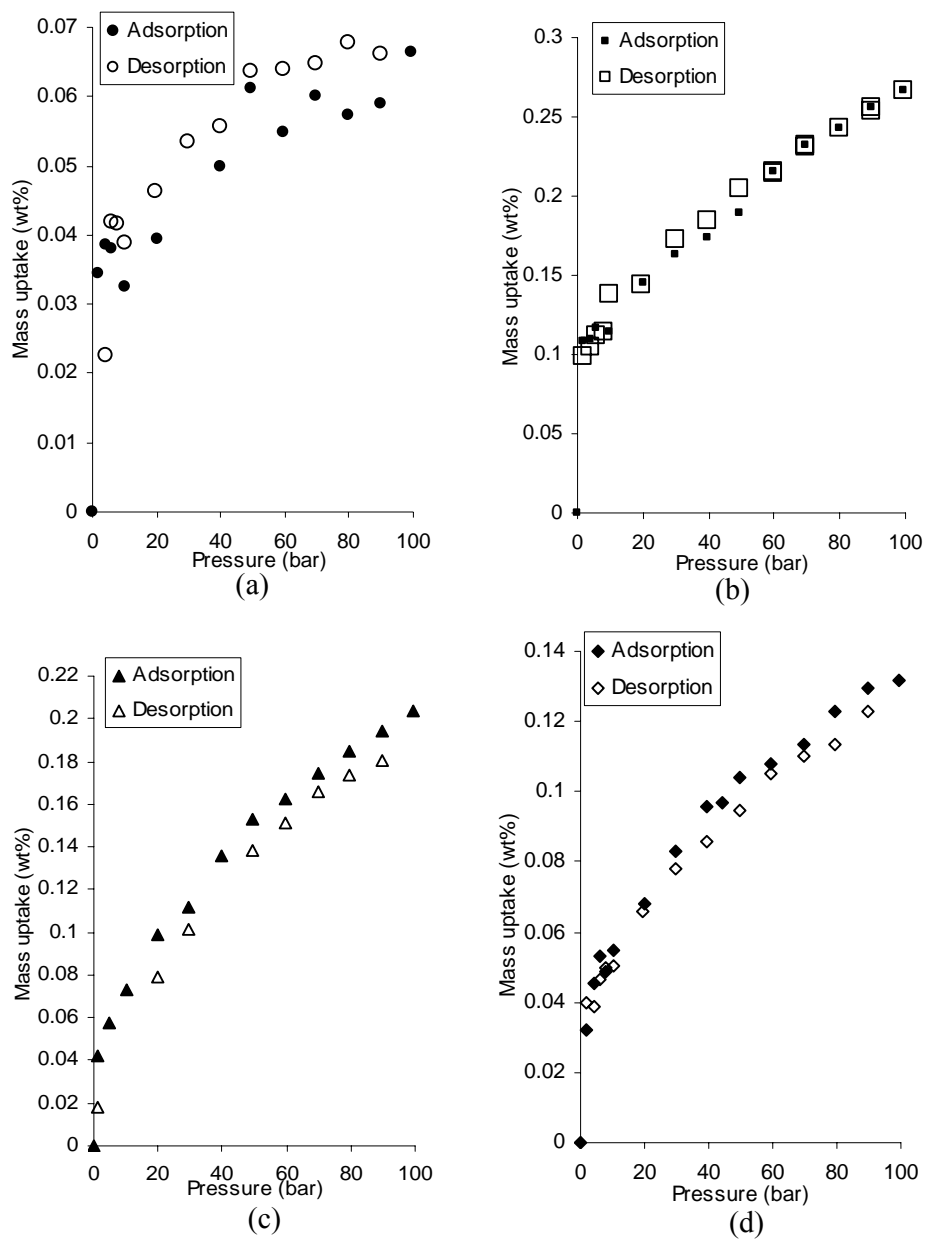 0.07
0.06
0.05
0.04
0.03
0.02
0.01
0
Mass uptake (wt%)
Adsorption
Desorption
0 20 40 60 80 100
Pressure (bar)
(a)
0.3
0.25
0.2
0.15
0.1
0.05
0
Mass uptake (wt%)
Adsorption
Desorption
0 20 40 60 80 100
Pressure (bar)
(b)
0.22
0.2
0.18
0.16
0.14
0.12
0.1
0.08
0.06
0.04
0.02
0
Mass uptake (wt%)
Adsorption
Desorption
0 20 40 60 80 100
Pressure (bar)
(c)
0.14
0.12
0.1
0.08
0.06
0.04
0.02
0
Mass uptake (wt%)
Adsorption
Desorption
0 20 40 60 80 100
Pressure (bar)
(d)